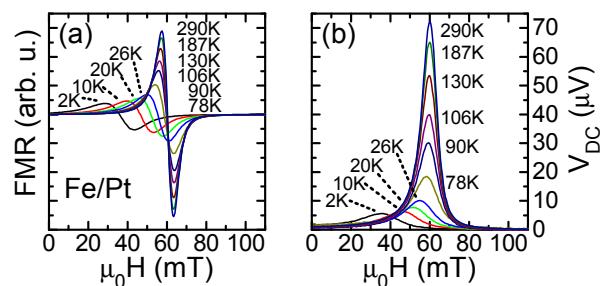 (a)
290K
187K
130K
106K
90K
78K
26K
20K
10K
2K
Fe/Pt
FMR (arb. u.)
0 20 40 60 80 100
μ₀H (mT)
(b)
290K
187K
130K
106K
90K
78K
26K
20K
10K
2K
70
60
50
40
30
20
10
0
V_DC (μV)
0 20 40 60 80 100
μ₀H (mT)